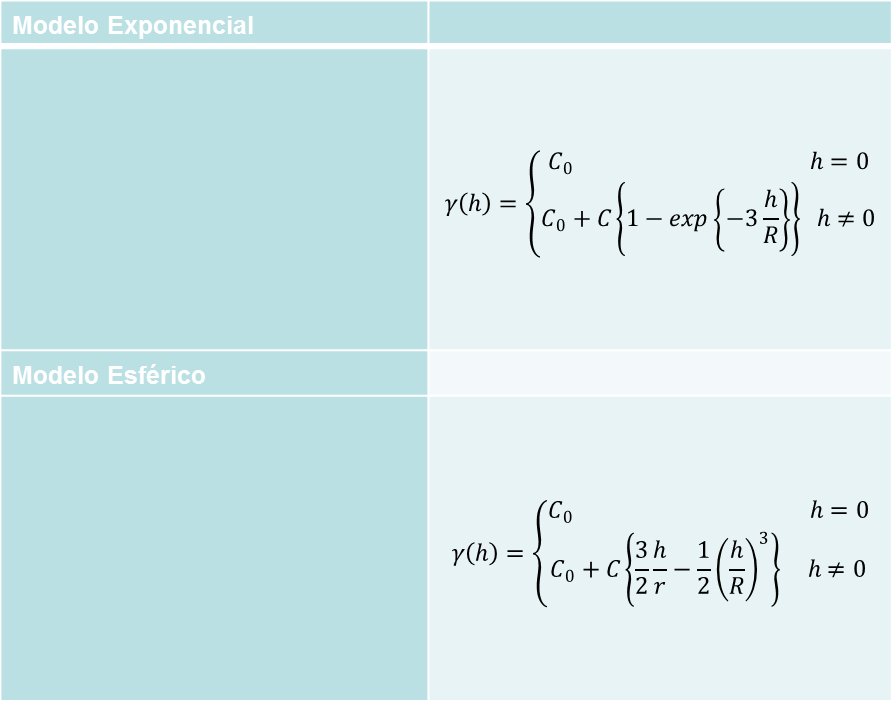 Modelo Exponencial
γ(h) = { C₀    h = 0
C₀ + C{1 − exp{−3 h/R}}    h ≠ 0
Modelo Esférico
γ(h) = { C₀    h = 0
C₀ + C{3/2 h/r − 1/2 (h/R)³}    h ≠ 0